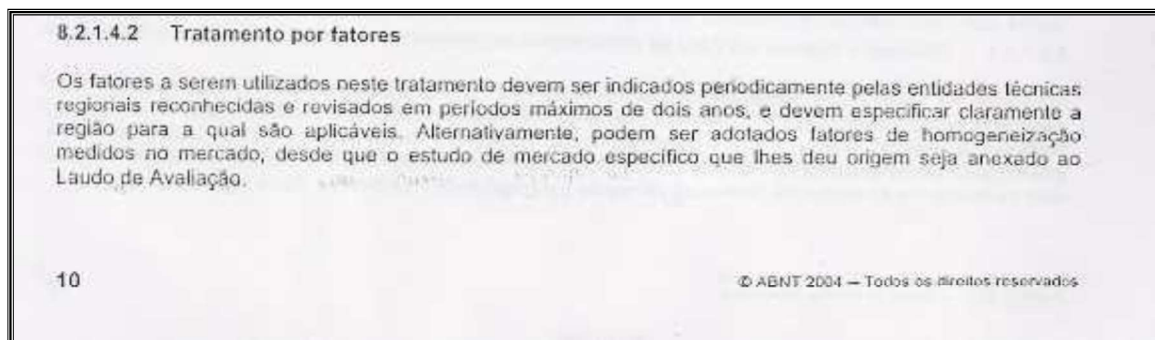 8.2.1.4.2 Tratamento por fatores
Os fatores a serem utilizados neste tratamento devem ser indicados periodicamente pelas entidades técnicas
regionais reconhecidas e revisados em períodos máximos de dois anos, e devem especificar claramente a
região para a qual são aplicáveis. Alternativamente, podem ser adotados fatores de homogeneização
medidos no mercado, desde que o estudo de mercado específico que lhes deu origem seja anexado ao
Laudo de Avaliação.
10
© ABNT 2004 – Todos os direitos reservados